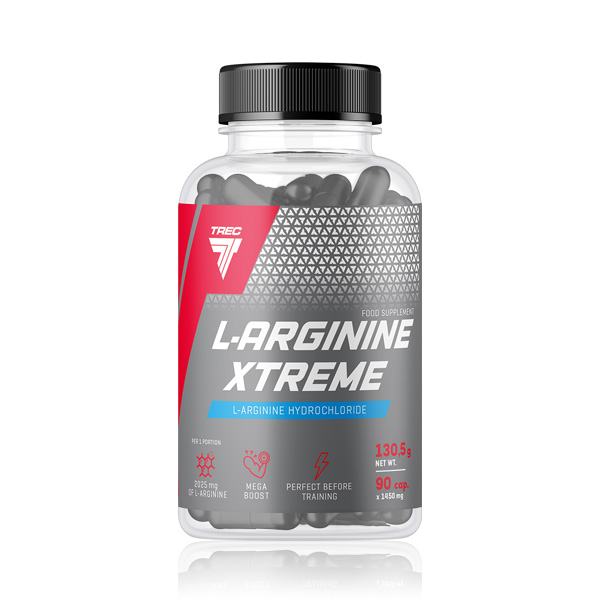 TREC
FOOD SUPPLEMENT
L-ARGININE
XTREME
L-ARGININE HYDROCHLORIDE
PER 1 PORTION
2025 mg
OF L-ARGININE
MEGA
BOOST
PERFECT BEFORE
TRAINING
130.5g
NET WT.
90 cap.
x 1450 mg